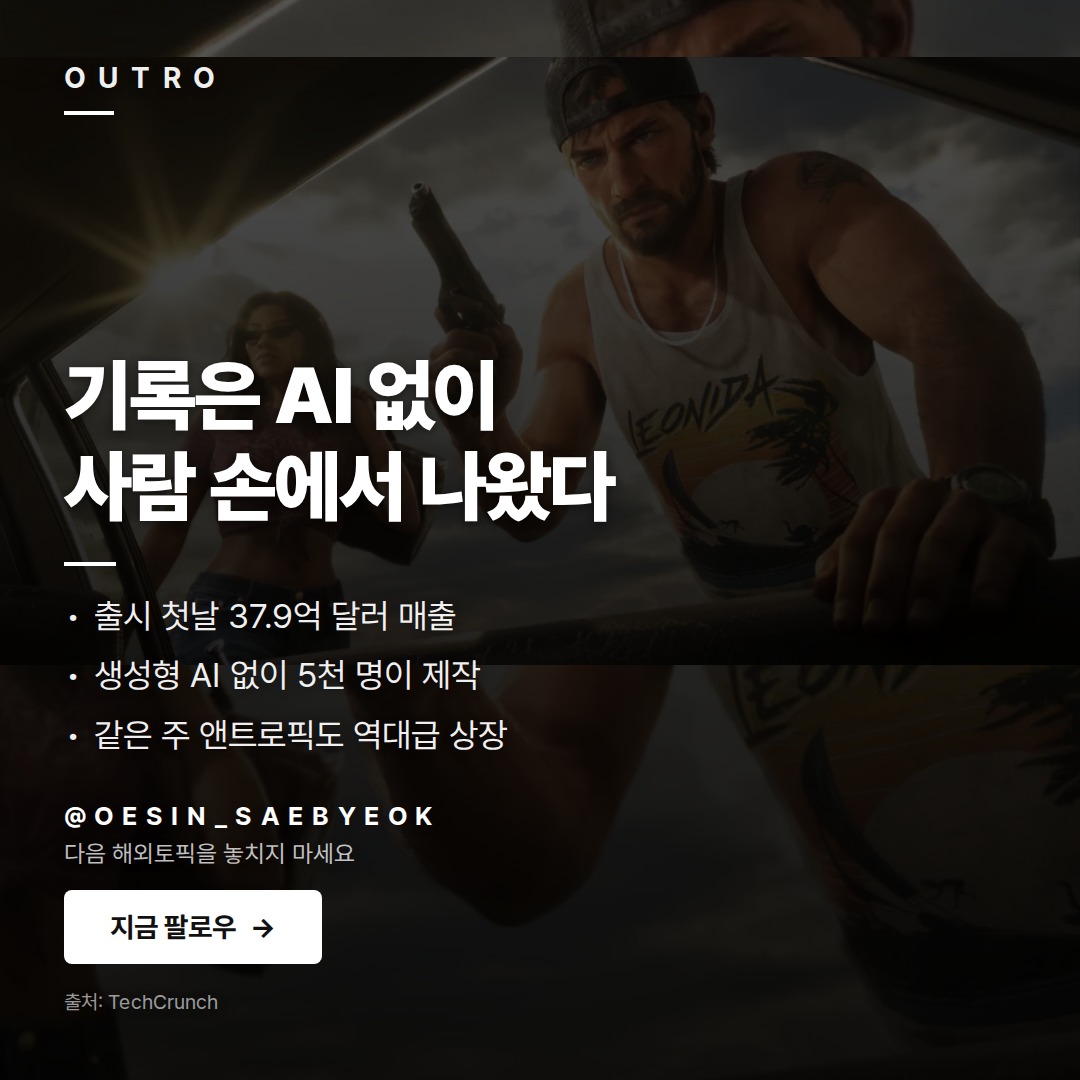 OUTRO
LEONIDA
기록은 AI 없이
사람 손에서 나왔다
• 출시 첫날 37.9억 달러 매출
• 생성형 AI 없이 5천 명이 제작
• 같은 주 앤트로픽도 역대급 상장
@OESIN_SAEBYEOK
다음 해외토픽을 놓치지 마세요
지금 팔로우 →
출처: TechCrunch